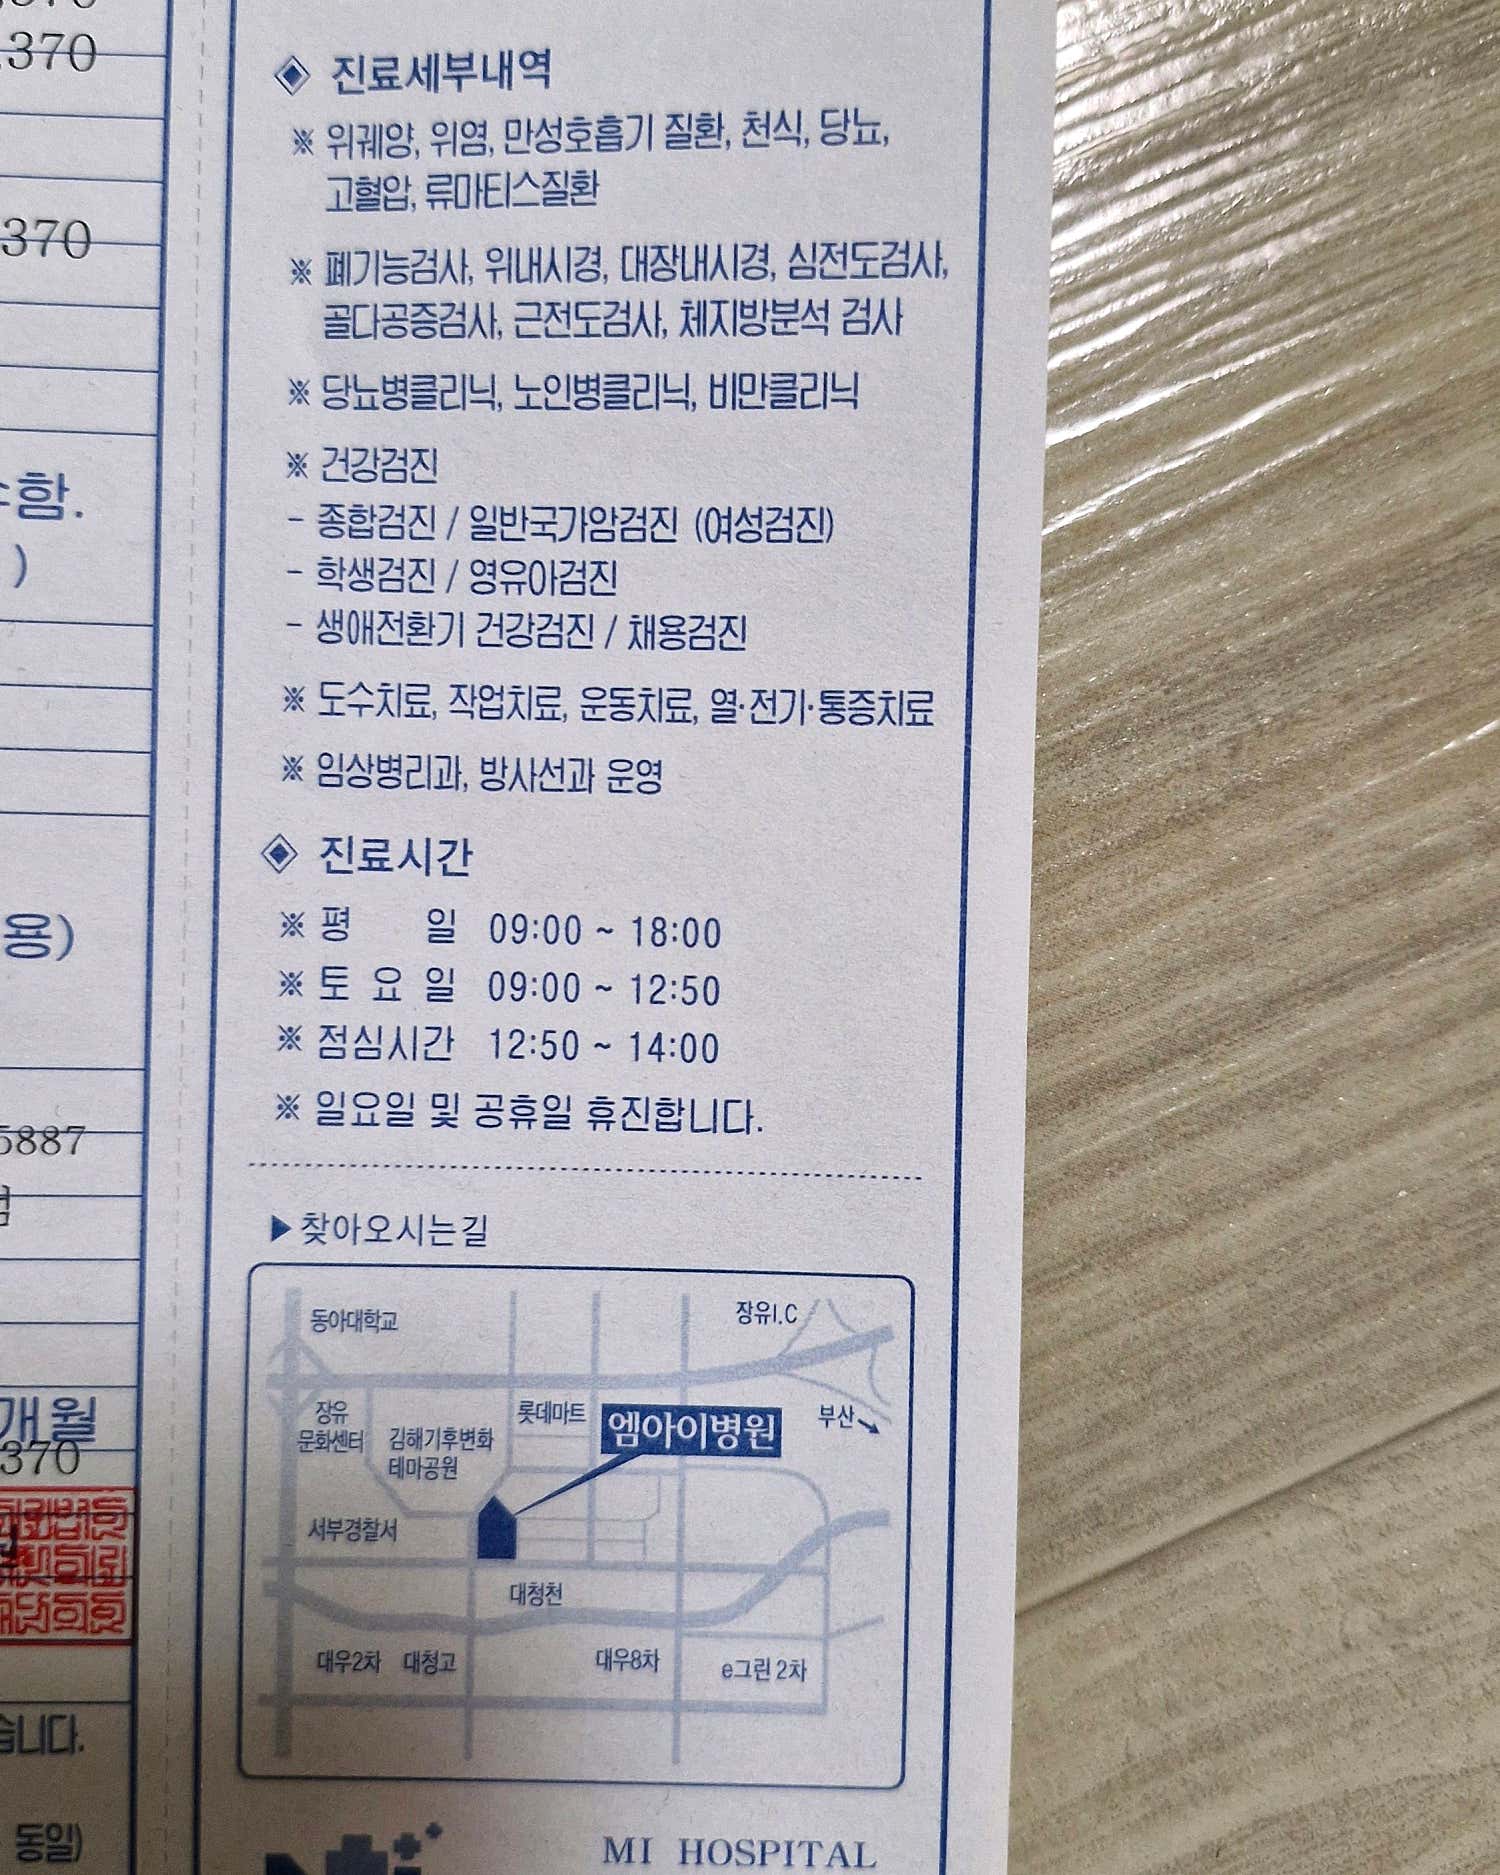 370
370
수함.
)
용)
5887
개월
370
습니다.
동일)
◈ 진료세부내역
※ 위궤양, 위염, 만성호흡기 질환, 천식, 당뇨,
고혈압, 류마티스질환
※ 폐기능검사, 위내시경, 대장내시경, 심전도검사,
골다공증검사, 근전도검사, 체지방분석 검사
※ 당뇨병클리닉, 노인병클리닉, 비만클리닉
※ 건강검진
- 종합검진 / 일반국가암검진 (여성검진)
- 학생검진 / 영유아검진
- 생애전환기 건강검진 / 채용검진
※ 도수치료, 작업치료, 운동치료, 열·전기·통증치료
※ 임상병리과, 방사선과 운영
◈ 진료시간
※ 평 일 09:00 ~ 18:00
※ 토 요 일 09:00 ~ 12:50
※ 점심시간 12:50 ~ 14:00
※ 일요일 및 공휴일 휴진합니다.
▶찾아오시는길
동아대학교
장유I.C
장유
문화센터
김해기후변화
테마공원
롯데마트
엠아이병원
부산
서부경찰서
대청천
대우2차
대청고
대우8차
e그린 2차
MI HOSPITAL